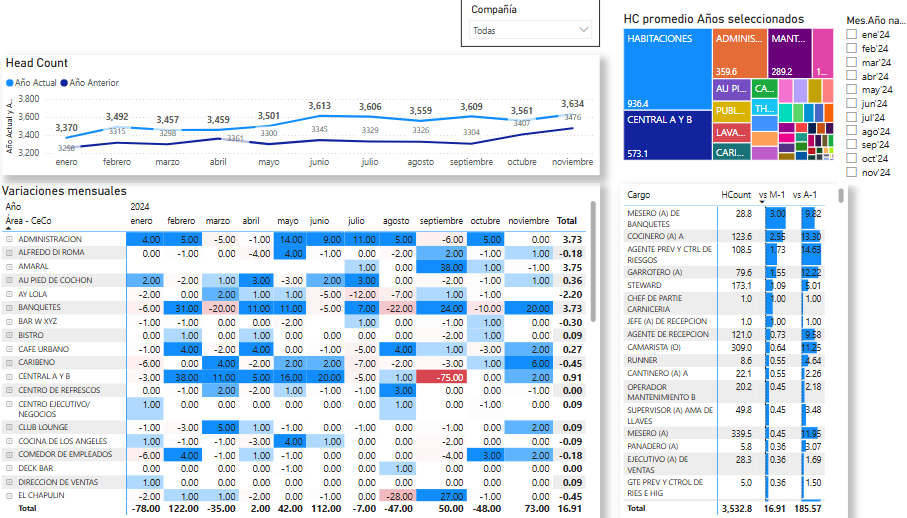 Compañía
Todas
HC promedio Años seleccionados
HABITACIONES
936.4
CENTRAL A Y B
573.1
ADMINIS...
359.6
MANT...
289.2
1...
AU PI...
CA...
PUBL...
TH...
LAVA...
CARI...
Mes.Año na...
ene'24
feb'24
mar'24
abr'24
may'24
jun'24
jul'24
ago'24
sep'24
oct'24
nov'24
Head Count
Año Actual Año Anterior
Año Actual y A...
3,800
3,600
3,400
3,200
3,370 3,492 3,457 3,459 3,501 3,613 3,606 3,559 3,609 3,561 3,634
3258 3315 3298 3361 3300 3345 3329 3326 3304 3407 3476
enero febrero marzo abril mayo junio julio agosto septiembre octubre noviembre
Variaciones mensuales
Año 2024
Área - CeCo enero febrero marzo abril mayo junio julio agosto septiembre octubre noviembre Total
ADMINISTRACION 4.00 5.00 -5.00 -1.00 14.00 9.00 11.00 5.00 -6.00 5.00 0.00 3.73
ALFREDO DI ROMA 0.00 -1.00 0.00 -4.00 4.00 -1.00 0.00 -2.00 2.00 -1.00 1.00 -0.18
AMARAL 1.00 0.00 38.00 1.00 -1.00 3.75
AU PIED DE COCHON 2.00 -2.00 1.00 3.00 -3.00 2.00 3.00 0.00 -2.00 -1.00 1.00 0.36
AY LOLA -2.00 0.00 2.00 1.00 1.00 -5.00 -12.00 -7.00 1.00 -1.00 -2.20
BANQUETES -6.00 31.00 -20.00 11.00 11.00 -5.00 7.00 -22.00 24.00 -10.00 20.00 3.73
BAR W XYZ -1.00 -1.00 0.00 0.00 -2.00 1.00 0.00 -1.00 1.00 0.00 -0.30
BISTRO 0.00 1.00 0.00 1.00 0.00 0.00 0.00 0.00 -2.00 1.00 0.00 0.09
CAFE URBANO -1.00 4.00 -2.00 4.00 0.00 -1.00 -5.00 4.00 1.00 -3.00 2.00 0.27
CARIBENO -6.00 0.00 4.00 -2.00 2.00 2.00 -7.00 -2.00 -3.00 1.00 6.00 -0.45
CENTRAL A Y B -3.00 38.00 11.00 5.00 16.00 20.00 -5.00 1.00 -75.00 0.00 2.00 0.91
CENTRO DE REFRESCOS 0.00 -1.00 2.00 -2.00 1.00 -1.00 -1.00 3.00 0.00 -1.00 0.00 0.00
CENTRO EJECUTIVO/ NEGOCIOS 1.00 0.00 0.00 0.00 0.00 0.00 0.00 1.00 0.00 -1.00 0.00 0.09
CLUB LOUNGE -1.00 -3.00 5.00 1.00 -1.00 0.00 0.00 0.00 -2.00 0.00 2.00 0.09
COCINA DE LOS ANGELES 1.00 -1.00 -1.00 -3.00 4.00 1.00 0.00 0.00 -2.00 0.00 0.00 -0.09
COMEDOR DE EMPLEADOS -6.00 4.00 -1.00 1.00 0.00 -1.00 0.00 0.00 -4.00 3.00 2.00 -0.18
DECK BAR 0.00 0.00 0.00 0.00 0.00 0.00 0.00 1.00 0.00 -1.00 0.00 0.00
DIRECCION DE VENTAS 1.00 0.00 0.00 0.00 0.00 0.00 0.00 0.00 0.00 0.00 0.00 0.09
EL CHAPULIN -2.00 1.00 1.00 -2.00 0.00 -1.00 0.00 -28.00 27.00 -1.00 0.00 -0.45
Total -78.00 122.00 -35.00 2.00 42.00 112.00 -7.00 -47.00 50.00 -48.00 73.00 16.91
Cargo HCount vs M-1 vs A-1
MESERO (A) DE BANQUETES 28.8 3.00 9.82
COCINERO (A) A 123.6 2.55 13.30
AGENTE PREV Y CTRL DE RIESGOS 108.5 1.73 14.63
GARROTERO (A) 79.6 1.55 12.22
STEWARD 173.1 1.09 5.01
CHEF DE PARTIE CARNICERIA 1.0 1.00 1.00
JEFE (A) DE RECEPCION 1.0 1.00 1.00
AGENTE DE RECEPCION 121.0 0.73 9.58
CAMARISTA (O) 309.0 0.64 11.25
RUNNER 8.6 0.55 4.64
CANTINERO (A) A 22.1 0.55 2.26
OPERADOR MANTENIMIENTO B 20.2 0.45 2.18
SUPERVISOR (A) AMA DE LLAVES 49.8 0.45 3.48
MESERO (A) 339.5 0.45 11.95
PANADERO (A) 5.8 0.36 3.07
EJECUTIVO (A) DE VENTAS 28.3 0.36 1.69
GTE PREV Y CTROL DE RIES E HIG 5.0 0.36 1.50
Total 3,532.8 16.91 185.57